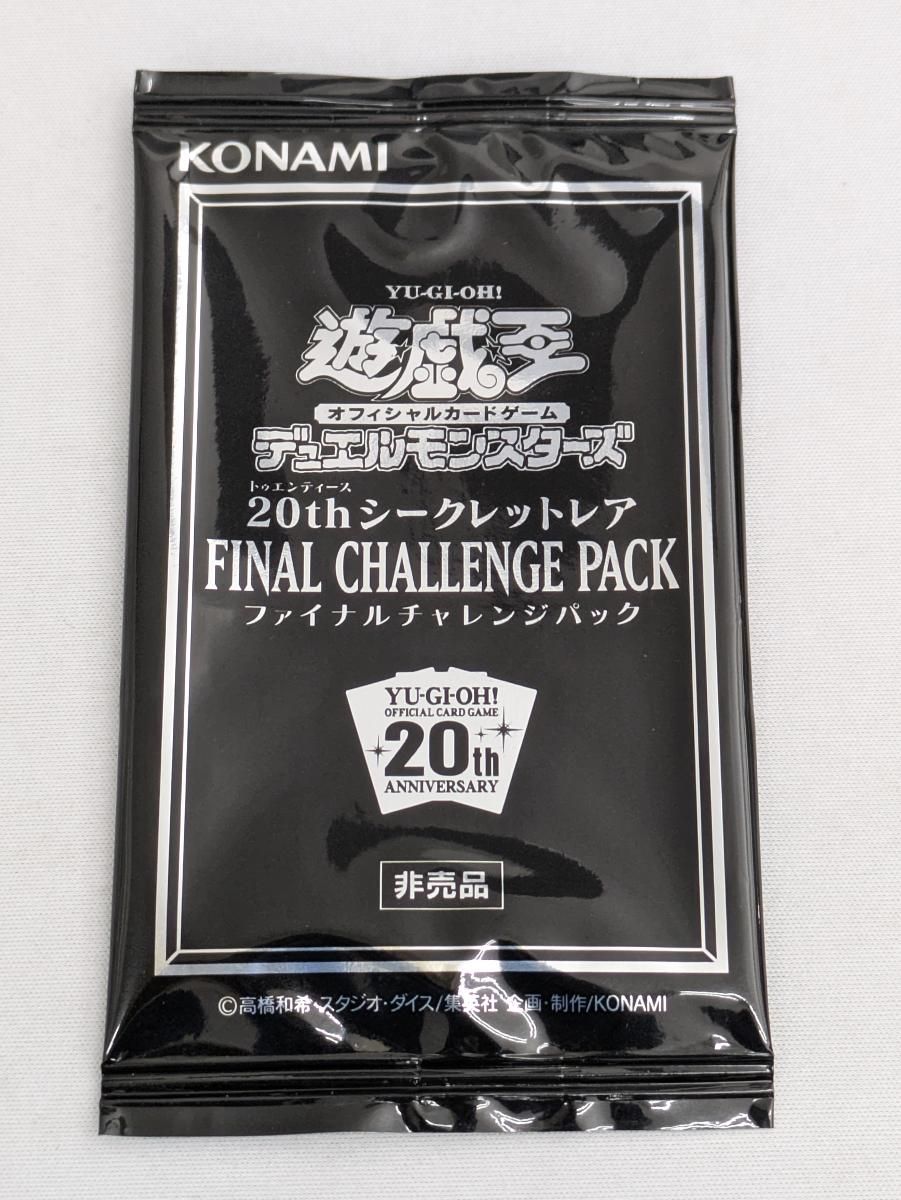 KONAMI
YU-GI-OH!
遊戯王
オフィシャルカードゲーム
デュエルモンスターズ
トゥエンティース
20thシークレットレア
FINAL CHALLENGE PACK
ファイナルチャレンジパック
YU-GI-OH!
OFFICIAL CARD GAME
20th
ANNIVERSARY
非売品
©高橋和希・スタジオ・ダイス/集英社 企画・制作/KONAMI